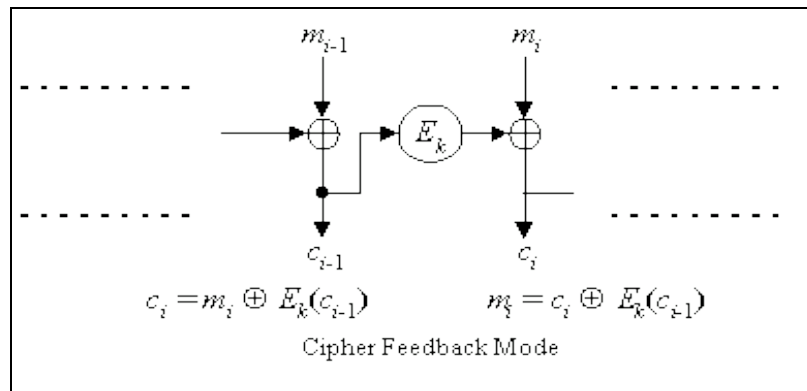 m_{i-1} m_i
E_k
c_{i-1} c_i
c_i = m_i ⊕ E_k(c_{i-1}) m_i = c_i ⊕ E_k(c_{i-1})
Cipher Feedback Mode